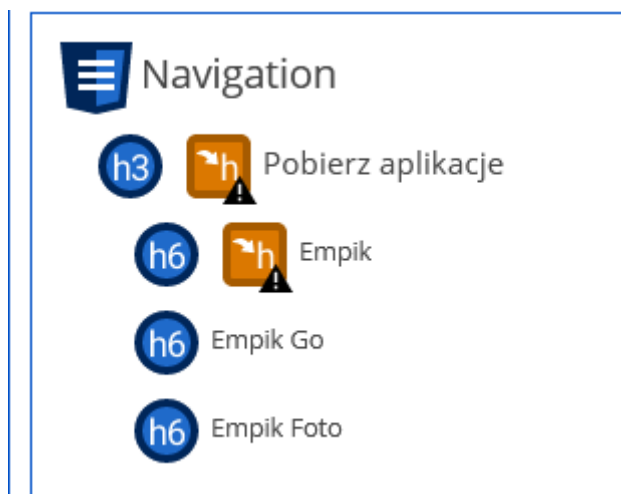 Navigation
h3 h Pobierz aplikacje
h6 h Empik
h6 Empik Go
h6 Empik Foto